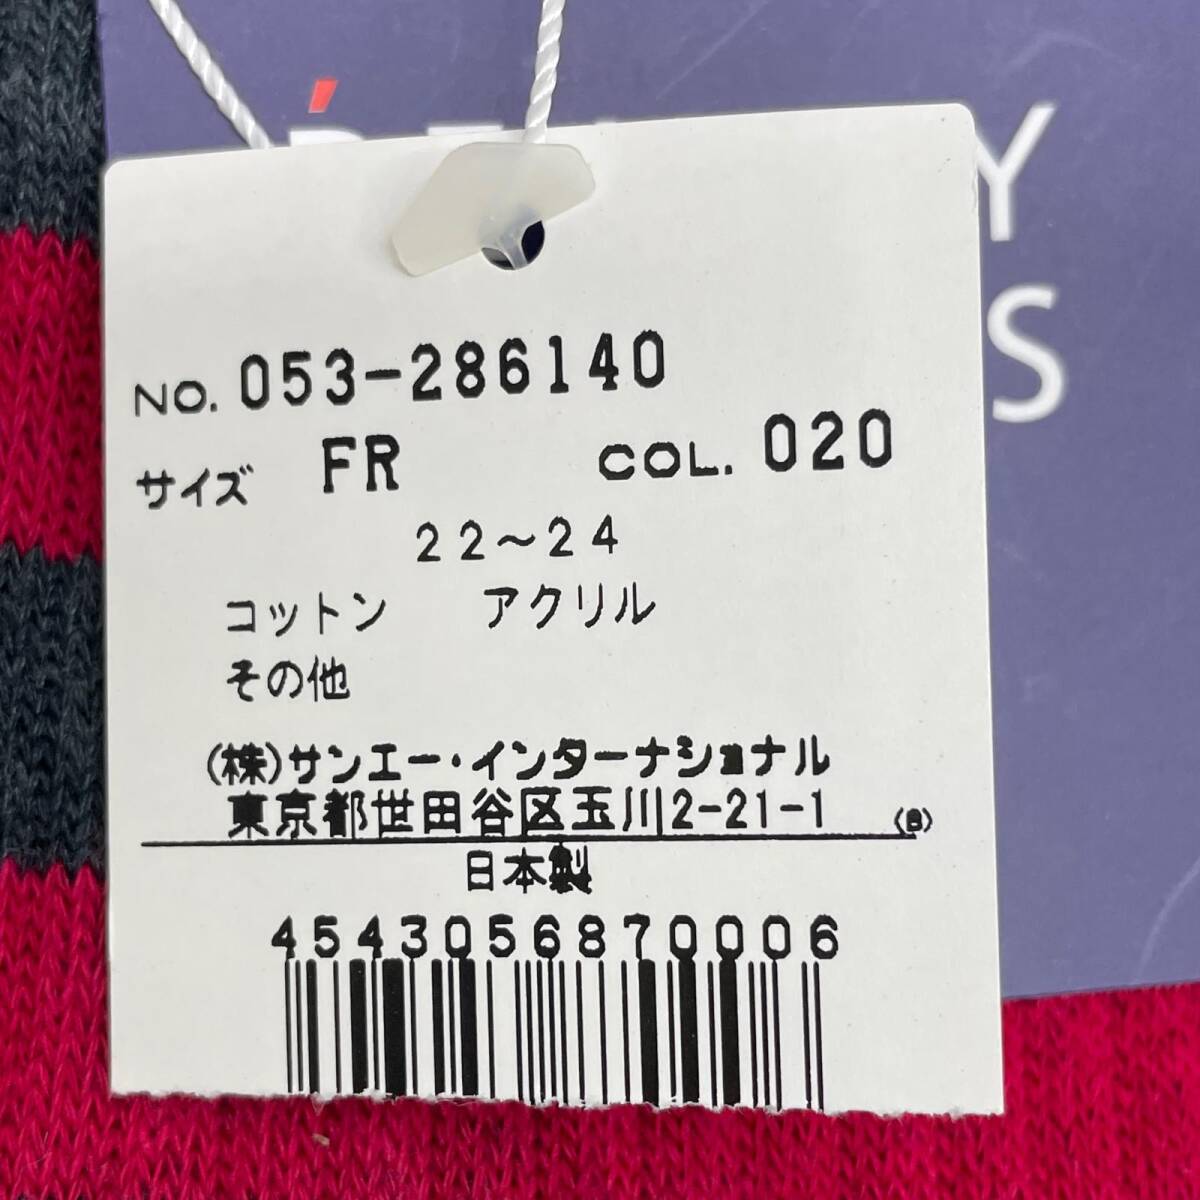 Y
S
NO. 053-286140
サイズ FR COL. 020
22～24
コットン アクリル
その他
(株)サンエー・インターナショナル
東京都世田谷区玉川2-21-1 (B)
日本製
4543056870006